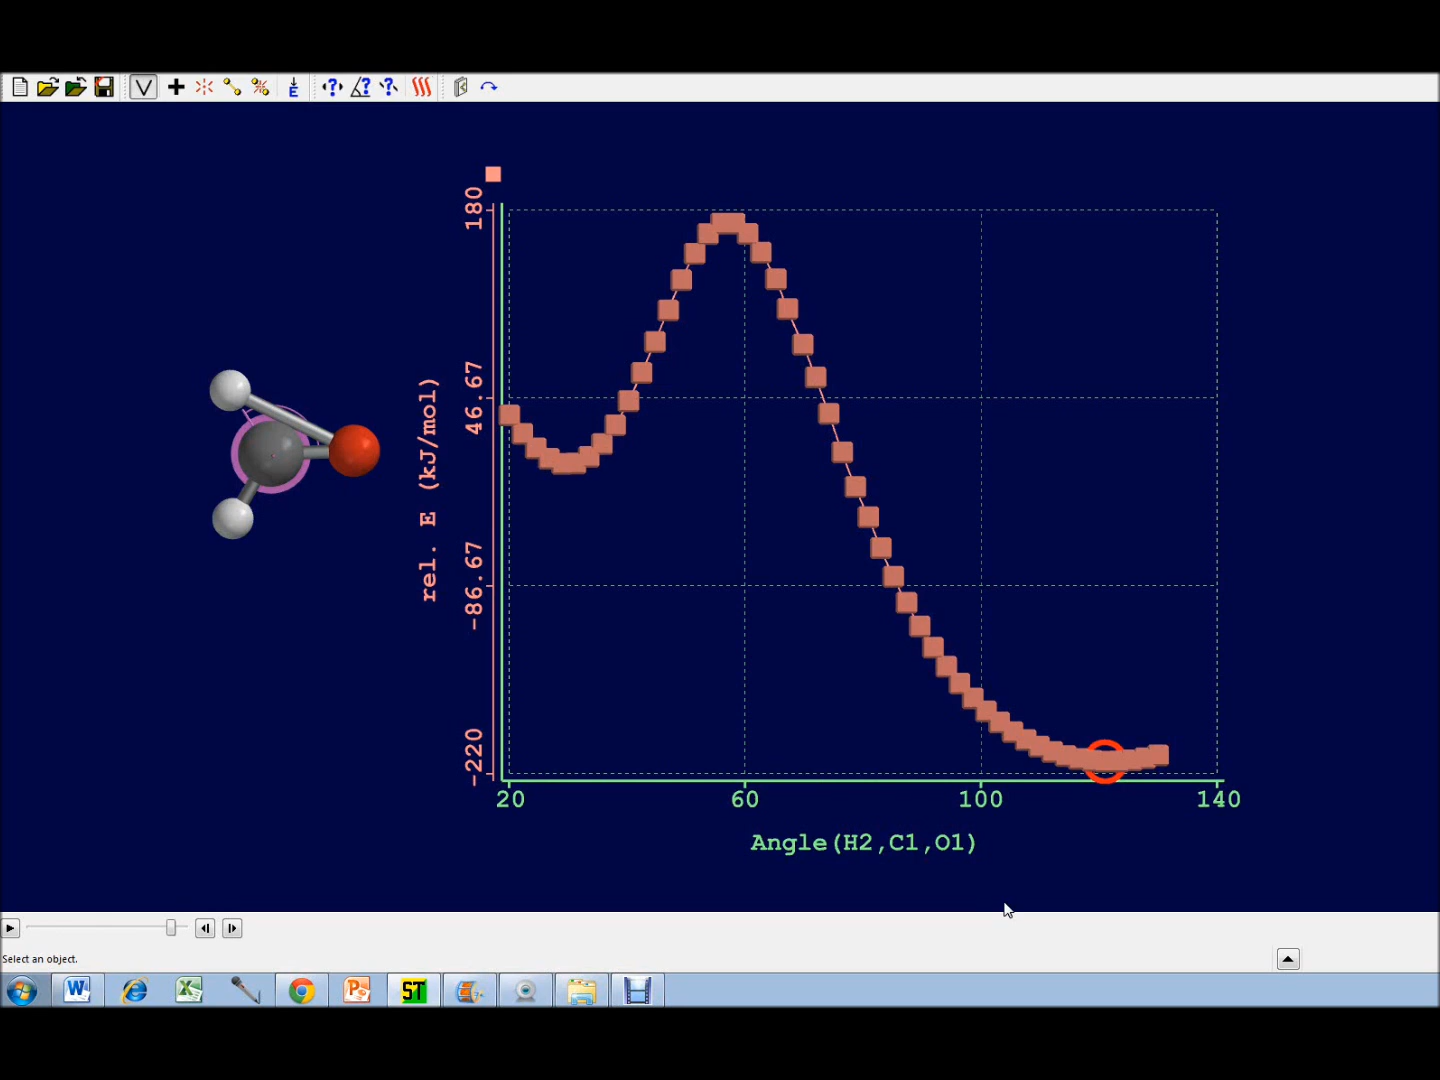 180
46.67
-86.67
-220
rel. E (kJ/mol)
20 60 100 140
Angle(H2,C1,O1)
Select an object.
ST